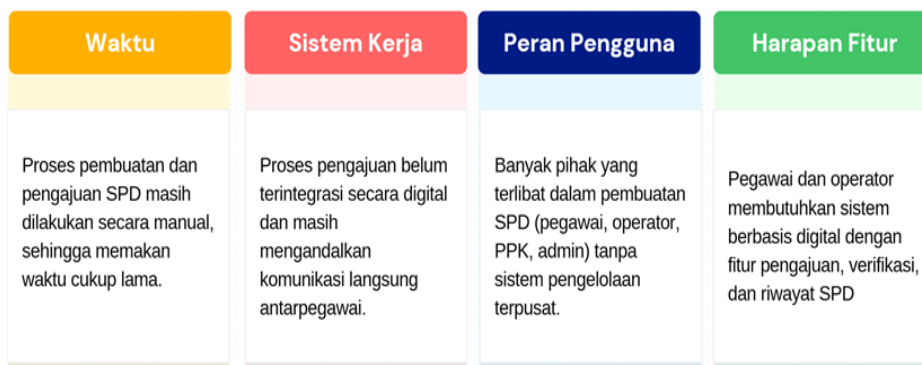 Waktu
Proses pembuatan dan
pengajuan SPD masih
dilakukan secara manual,
sehingga memakan
waktu cukup lama.
Sistem Kerja
Proses pengajuan belum
terintegrasi secara digital
dan masih
mengandalkan
komunikasi langsung
antarpegawai.
Peran Pengguna
Banyak pihak yang
terlibat dalam pembuatan
SPD (pegawai, operator,
PPK, admin) tanpa
sistem pengelolaan
terpusat.
Harapan Fitur
Pegawai dan operator
membutuhkan sistem
berbasis digital dengan
fitur pengajuan, verifikasi,
dan riwayat SPD